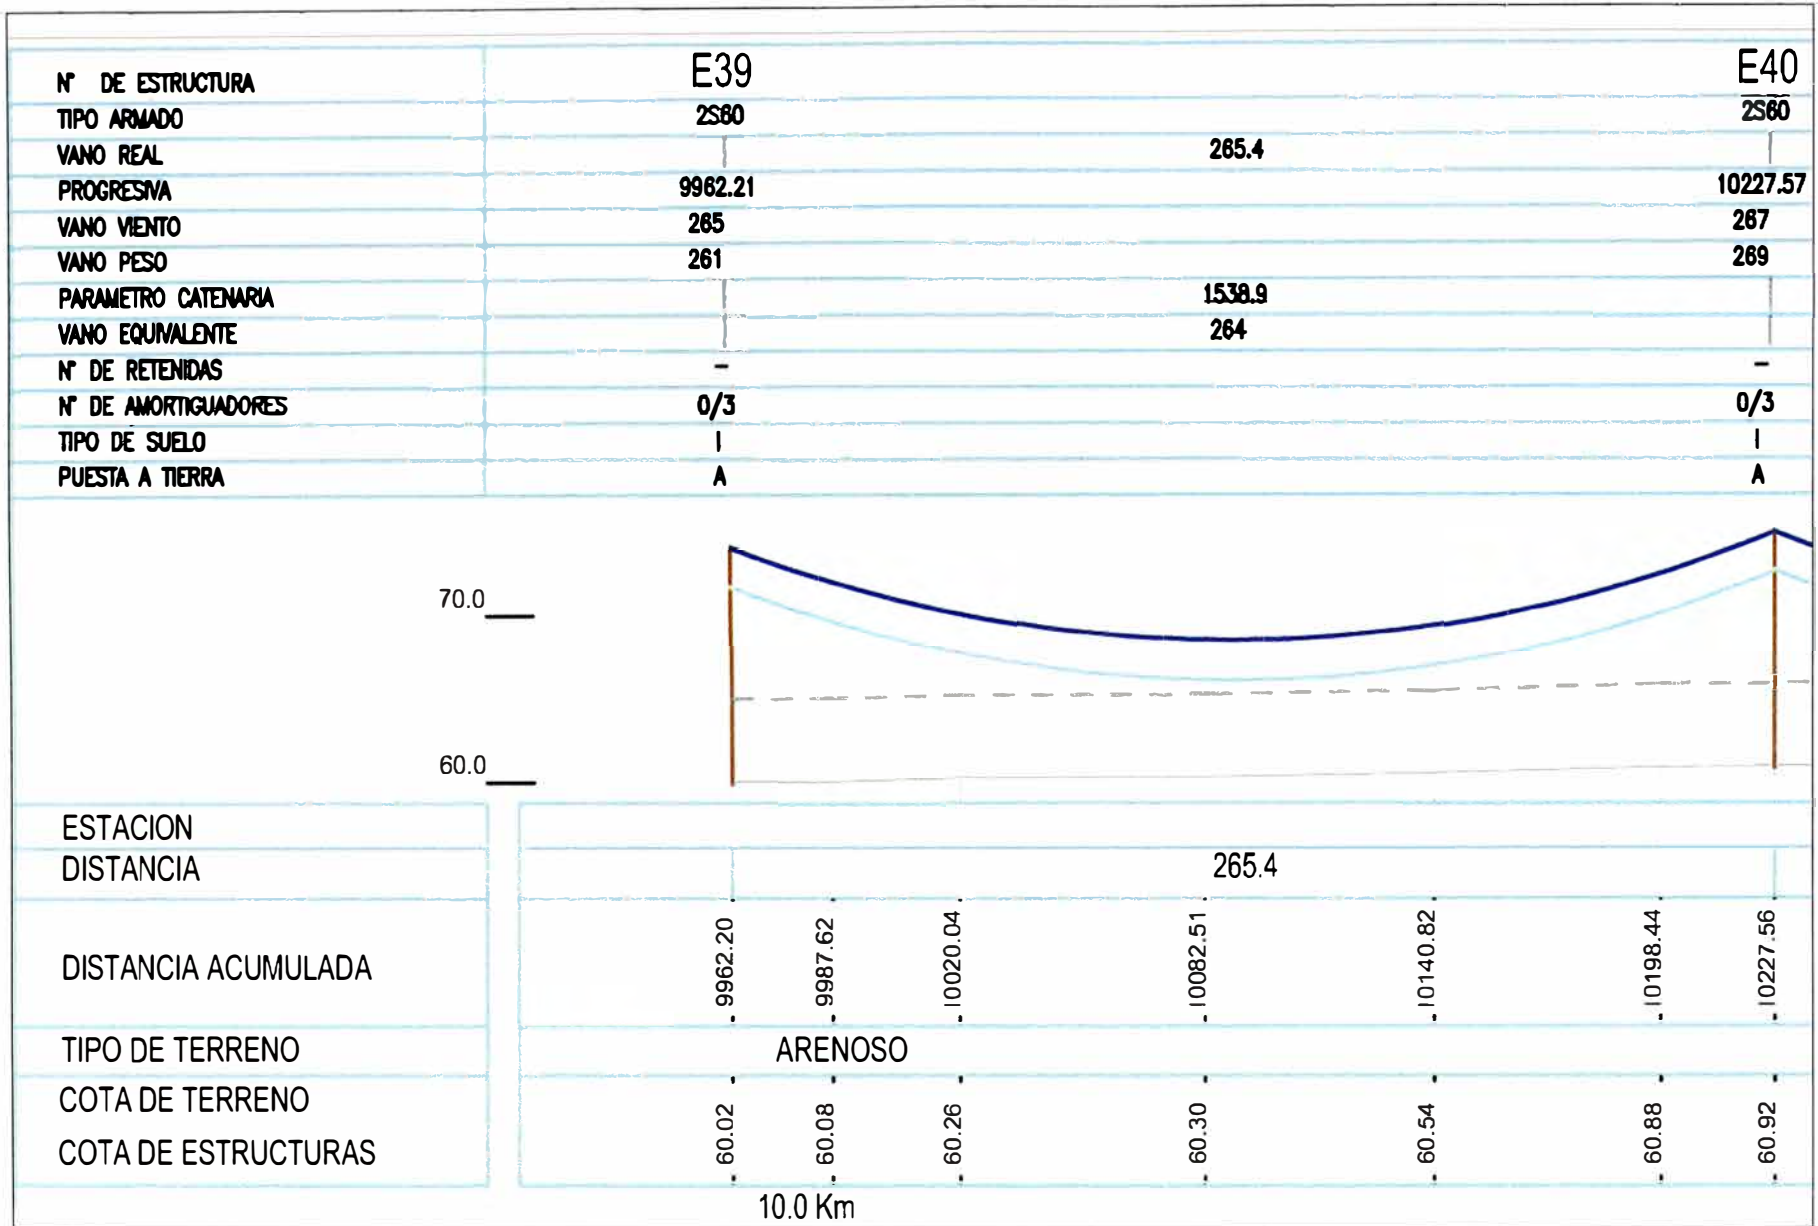 N° DE ESTRUCTURA E39 E40
TIPO ARMADO 2S60 2S60
VANO REAL 265.4
PROGRESIVA 9962.21 10227.57
VANO VIENTO 265 267
VANO PESO 261 269
PARAMETRO CATENARIA 1538.9
VANO EQUIVALENTE 264
N° DE RETENIDAS - -
N° DE AMORTIGUADORES 0/3 0/3
TIPO DE SUELO I I
PUESTA A TIERRA A A
70.0
60.0
ESTACION
DISTANCIA 265.4
DISTANCIA ACUMULADA 9962.20 9987.62 10020.04 10082.51 10140.82 10198.44 10227.56
TIPO DE TERRENO ARENOSO
COTA DE TERRENO
COTA DE ESTRUCTURAS 60.02 60.08 60.26 60.30 60.54 60.88 60.92
10.0 Km